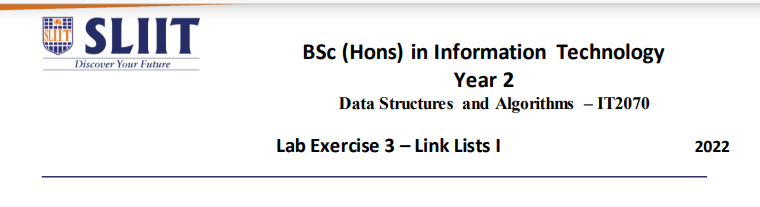 SLIIT
SLIIT
Discover Your Future
BSc (Hons) in Information Technology
Year 2
Data Structures and Algorithms – IT2070
Lab Exercise 3 – Link Lists I 2022